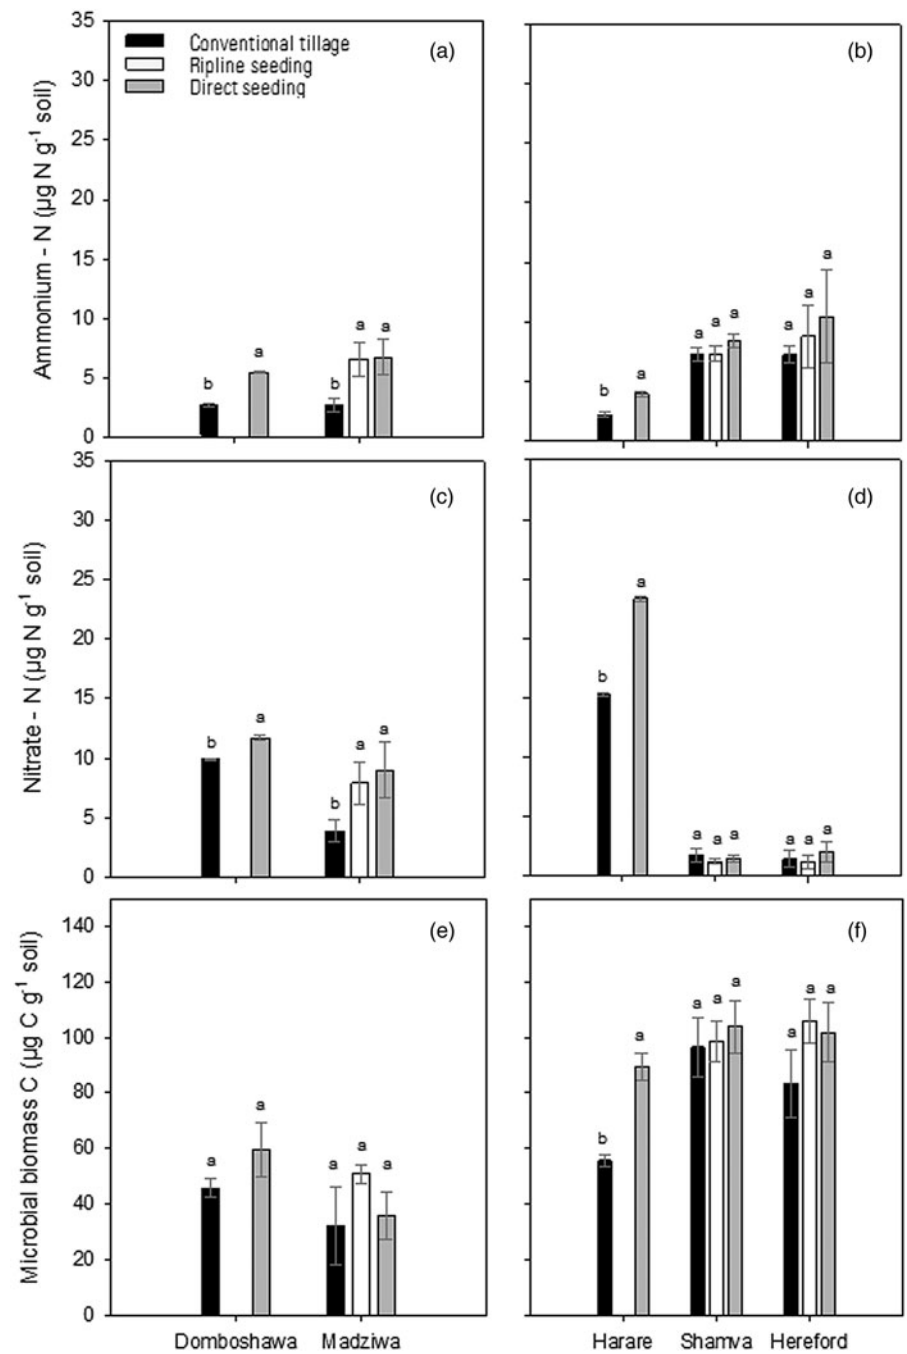 35
30
25
20
15
10
5
0
Ammonium - N (µg N g⁻¹ soil)
Conventional tillage
Ripline seeding
Direct seeding
(a)
b
a
b
a
a
(b)
b
a
a
a
a
a
a
a
35
30
25
20
15
10
5
0
Nitrate - N (µg N g⁻¹ soil)
(c)
b
a
b
a
a
(d)
b
a
a
a
a
a
a
a
140
120
100
80
60
40
20
0
Microbial biomass C (µg C g⁻¹ soil)
(e)
a
a
a
a
a
(f)
b
a
a
a
a
a
a
a
Domboshawa Madziwa
Harare Shamva Hereford